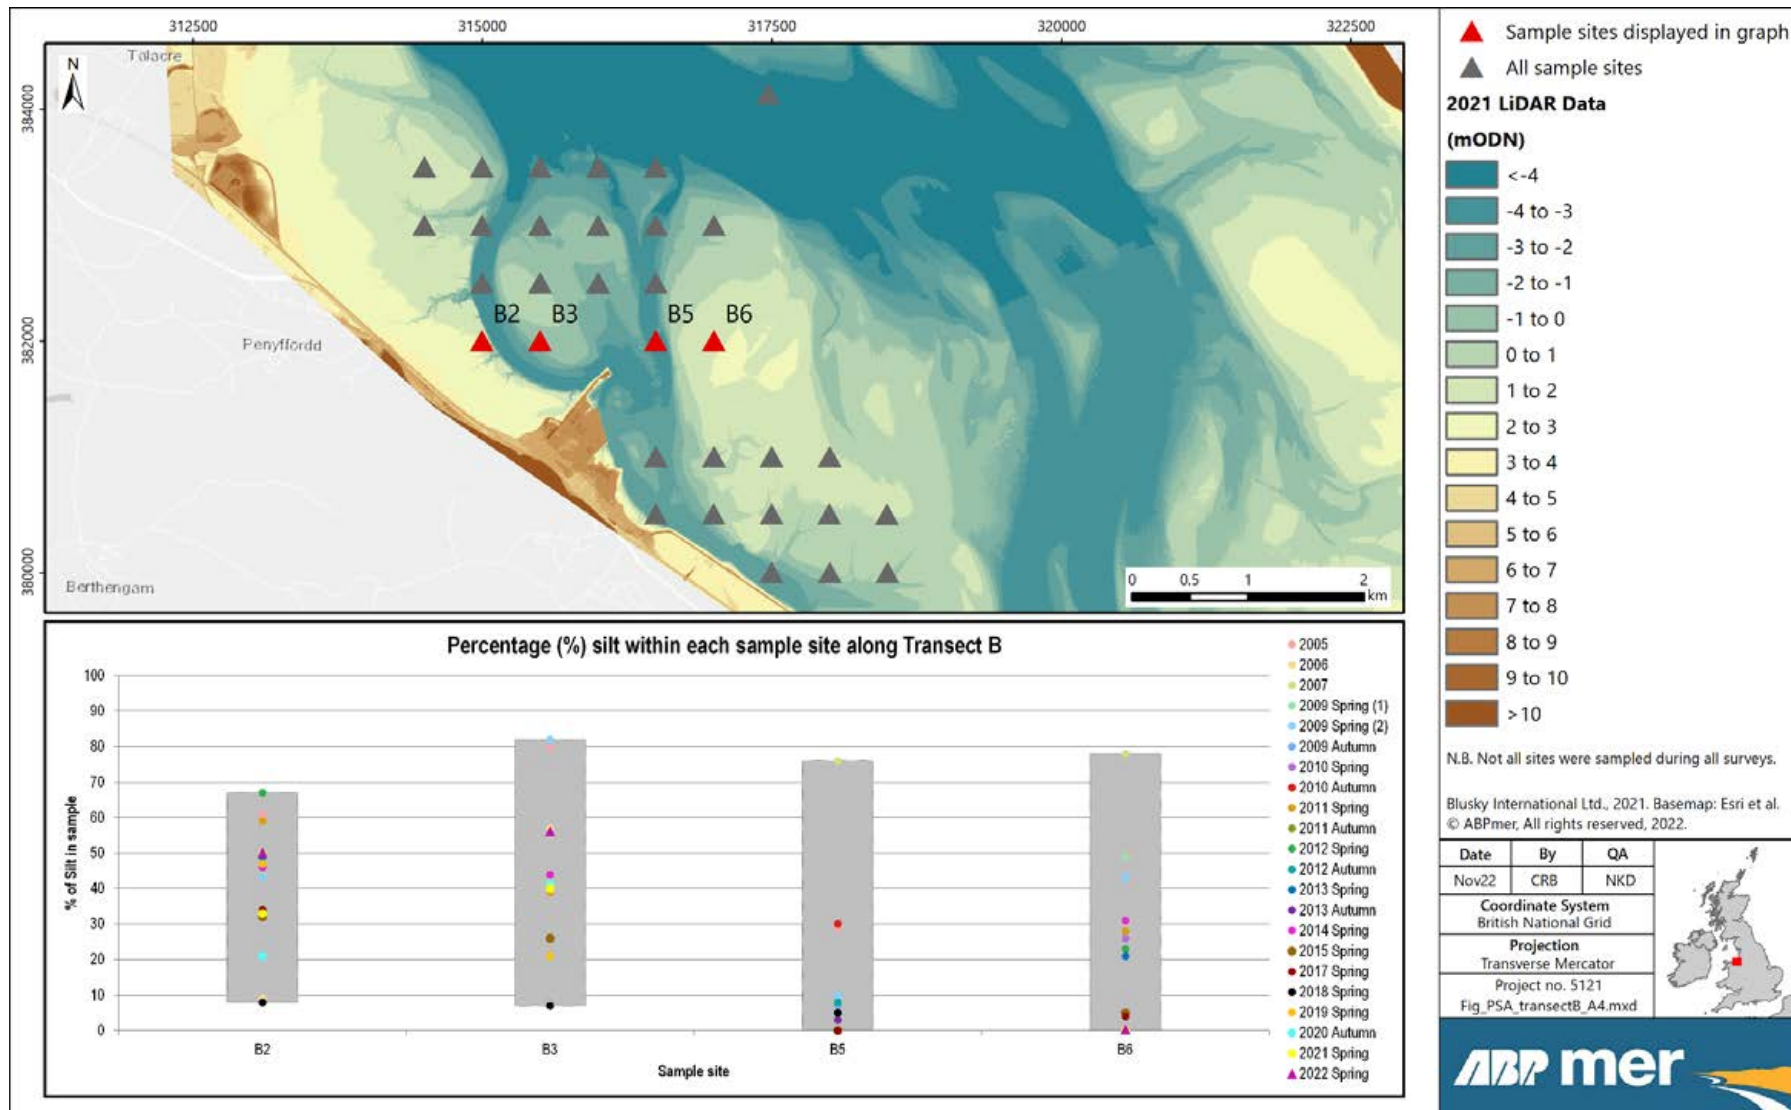 312500
315000
317500
320000
322500
384000
382000
380000
Talacre
N
B2
B3
B5
B6
Penyffordd
Berthengam
0
0.5
1
2
km
Sample sites displayed in graph
All sample sites
2021 LiDAR Data
(mODN)
<-4
-4 to -3
-3 to -2
-2 to -1
-1 to 0
0 to 1
1 to 2
2 to 3
3 to 4
4 to 5
5 to 6
6 to 7
7 to 8
8 to 9
9 to 10
>10
N.B. Not all sites were sampled during all surveys.
Blusky International Ltd., 2021. Basemap: Esri et al.
© ABPmer, All rights reserved, 2022.
Date By QA
Nov22 CRB NKD
Coordinate System
British National Grid
Projection
Transverse Mercator
Project no. 5121
Fig_PSA_transectB_A4.mxd
ABP mer
Percentage (%) silt within each sample site along Transect B
% of Silt in sample
100
90
80
70
60
50
40
30
20
10
0
B2
B3
B5
B6
Sample site
2005
2006
2007
2009 Spring (1)
2009 Spring (2)
2009 Autumn
2010 Spring
2010 Autumn
2011 Spring
2011 Autumn
2012 Spring
2012 Autumn
2013 Spring
2013 Autumn
2014 Spring
2015 Spring
2017 Spring
2018 Spring
2019 Spring
2020 Autumn
2021 Spring
2022 Spring